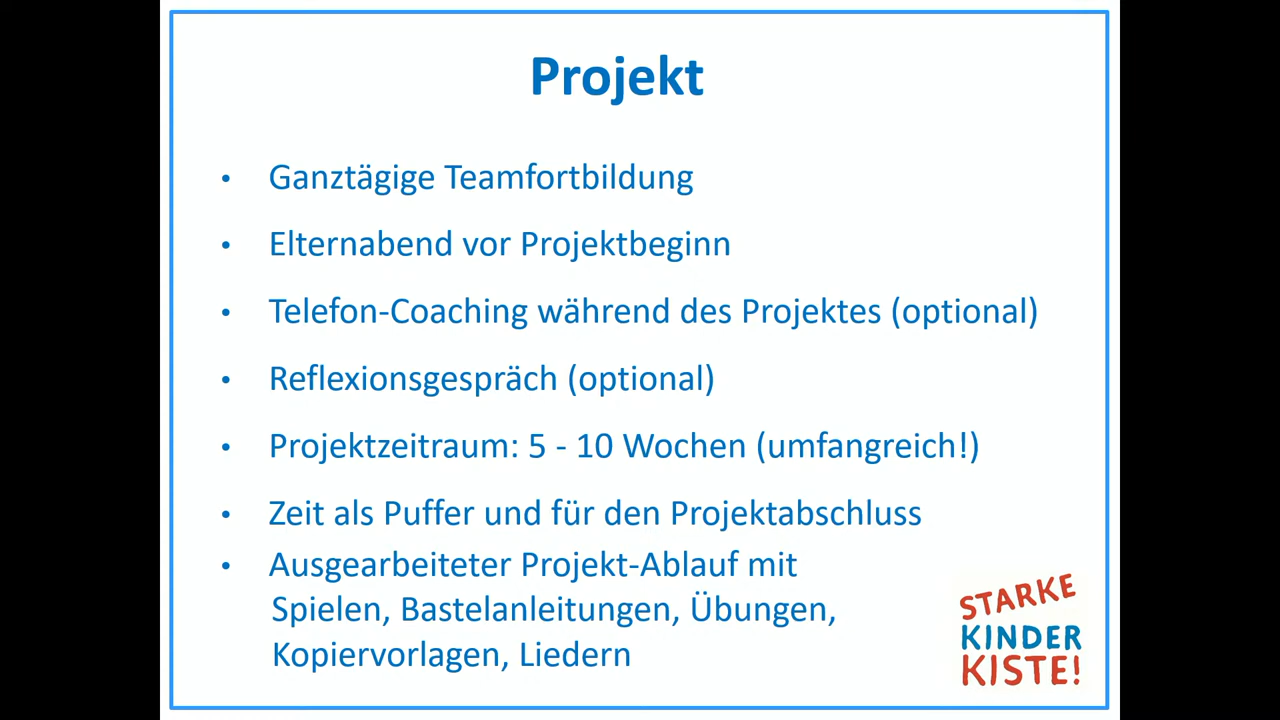 Projekt
• Ganztägige Teamfortbildung
• Elternabend vor Projektbeginn
• Telefon-Coaching während des Projektes (optional)
• Reflexionsgespräch (optional)
• Projektzeitraum: 5 - 10 Wochen (umfangreich!)
• Zeit als Puffer und für den Projektabschluss
• Ausgearbeiteter Projekt-Ablauf mit
Spielen, Bastelanleitungen, Übungen,
Kopiervorlagen, Liedern
STARKE
KINDER
KISTE!